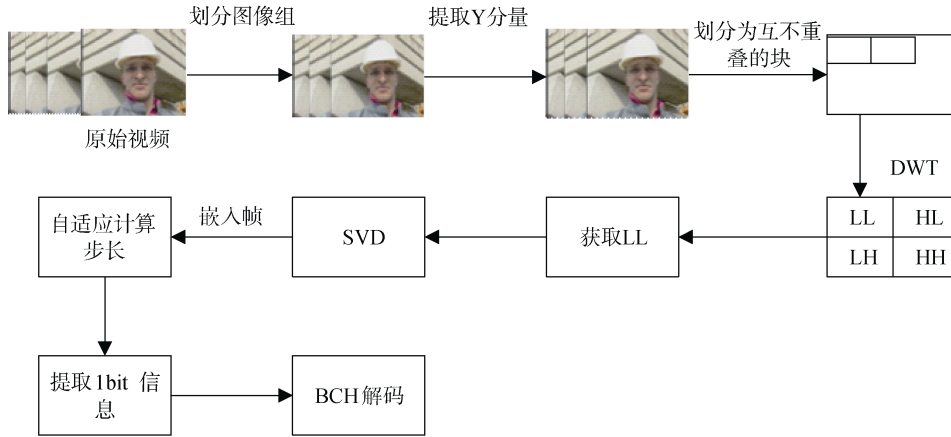 划分图像组
提取Y分量
划分为互不重
叠的块
原始视频
DWT
LL HL
LH HH
获取LL
SVD
嵌入帧
自适应计算
步长
提取1bit 信
息
BCH解码